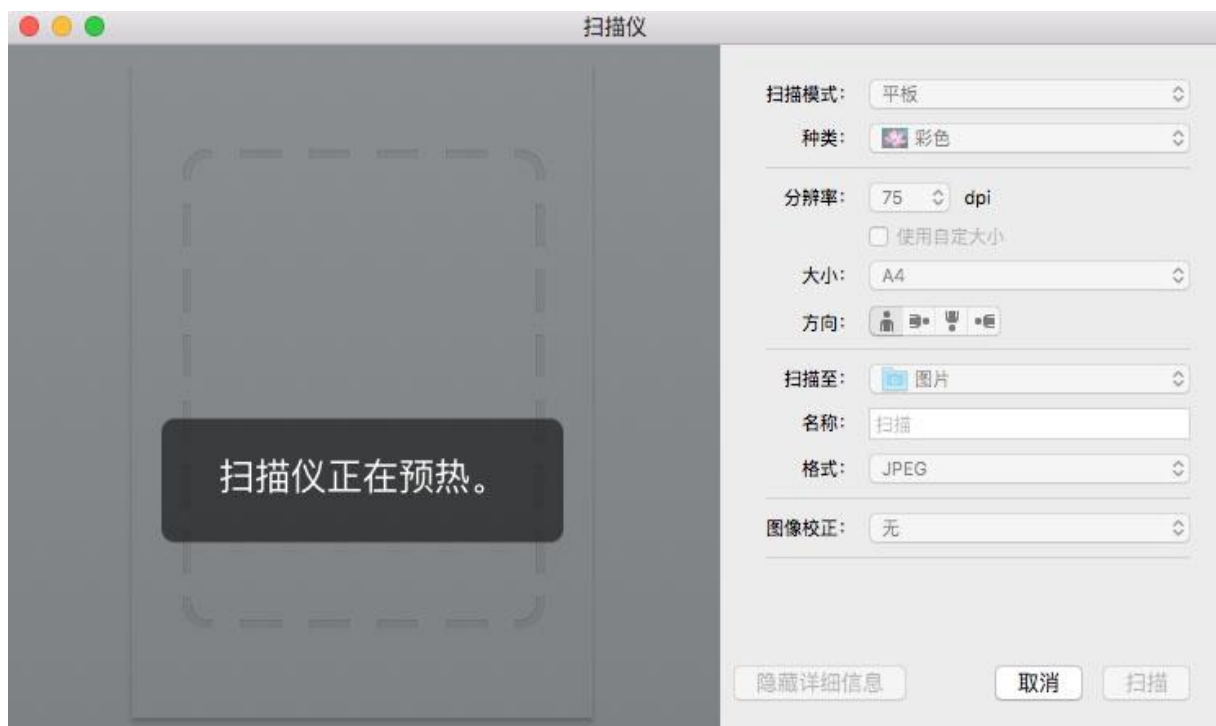 扫描仪
扫描模式： 平板
种类： 彩色
分辨率： 75 dpi
使用自定大小
大小： A4
方向：
扫描至： 图片
名称： 扫描
格式： JPEG
图像校正： 无
扫描仪正在预热。
隐藏详细信息 取消 扫描